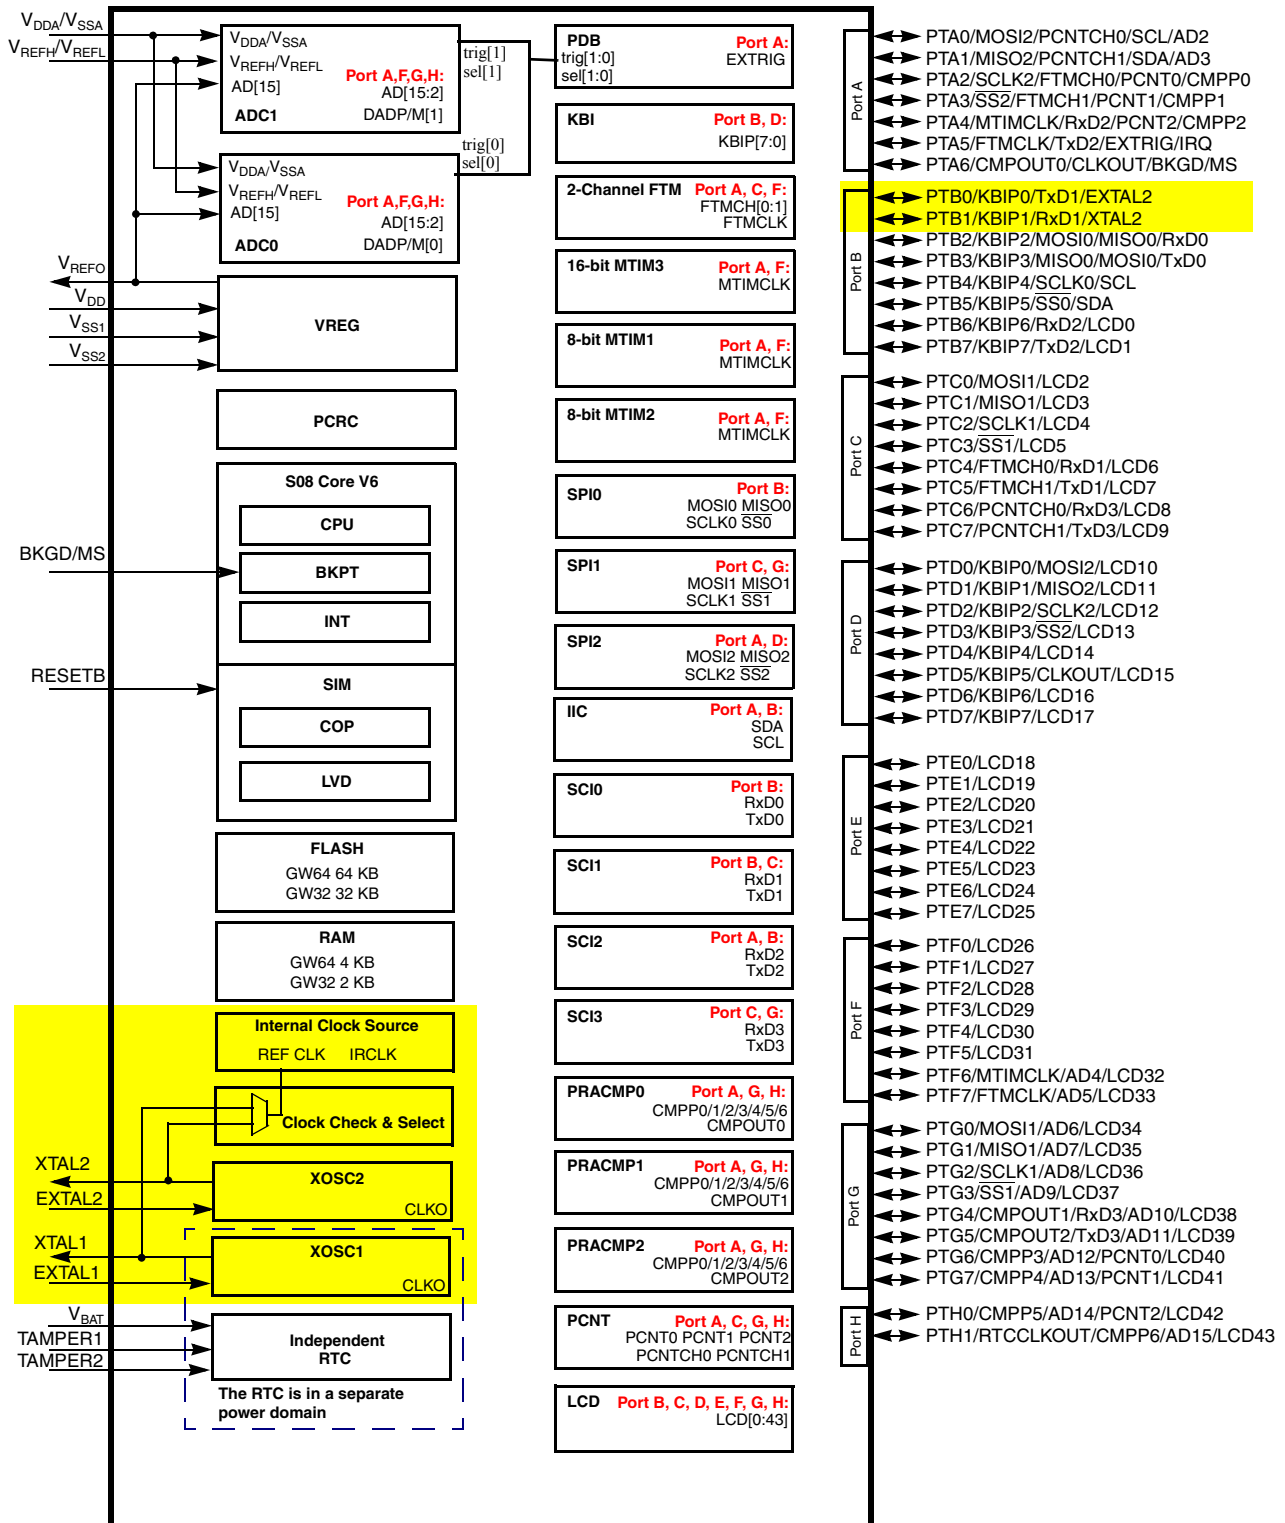 V_DDA/V_SSA
V_REFH/V_REFL
V_DDA/V_SSA
V_REFH/V_REFL
AD[15]
Port A,F,G,H:
AD[15:2]
DADP/M[1]
ADC1
trig[1]
sel[1]
V_DDA/V_SSA
V_REFH/V_REFL
AD[15]
Port A,F,G,H:
AD[15:2]
DADP/M[0]
ADC0
trig[0]
sel[0]
V_REFO
V_DD
V_SS1
V_SS2
VREG
PCRC
S08 Core V6
CPU
BKPT
INT
BKGD/MS
RESETB
SIM
COP
LVD
FLASH
GW64 64 KB
GW32 32 KB
RAM
GW64 4 KB
GW32 2 KB
Internal Clock Source
REF CLK IRCLK
Clock Check & Select
XTAL2
EXTAL2
XOSC2
CLKO
XTAL1
EXTAL1
XOSC1
CLKO
V_BAT
TAMPER1
TAMPER2
Independent
RTC
The RTC is in a separate
power domain
PDB Port A:
trig[1:0] EXTRIG
sel[1:0]
KBI Port B, D:
KBIP[7:0]
2-Channel FTM Port A, C, F:
FTMCH[0:1]
FTMCLK
16-bit MTIM3 Port A, F:
MTIMCLK
8-bit MTIM1 Port A, F:
MTIMCLK
8-bit MTIM2 Port A, F:
MTIMCLK
SPI0 Port B:
MOSI0 MISO0
SCLK0 SS0
SPI1 Port C, G:
MOSI1 MISO1
SCLK1 SS1
SPI2 Port A, D:
MOSI2 MISO2
SCLK2 SS2
IIC Port A, B:
SDA
SCL
SCI0 Port B:
RxD0
TxD0
SCI1 Port B, C:
RxD1
TxD1
SCI2 Port A, B:
RxD2
TxD2
SCI3 Port C, G:
RxD3
TxD3
PRACMP0 Port A, G, H:
CMPP0/1/2/3/4/5/6
CMPOUT0
PRACMP1 Port A, G, H:
CMPP0/1/2/3/4/5/6
CMPOUT1
PRACMP2 Port A, G, H:
CMPP0/1/2/3/4/5/6
CMPOUT2
PCNT Port A, C, G, H:
PCNT0 PCNT1 PCNT2
PCNTCH0 PCNTCH1
LCD Port B, C, D, E, F, G, H:
LCD[0:43]
Port A
PTA0/MOSI2/PCNTCH0/SCL/AD2
PTA1/MISO2/PCNTCH1/SDA/AD3
PTA2/SCLK2/FTMCH0/PCNT0/CMPP0
PTA3/SS2/FTMCH1/PCNT1/CMPP1
PTA4/MTIMCLK/RxD2/PCNT2/CMPP2
PTA5/FTMCLK/TxD2/EXTRIG/IRQ
PTA6/CMPOUT0/CLKOUT/BKGD/MS
Port B
PTB0/KBIP0/TxD1/EXTAL2
PTB1/KBIP1/RxD1/XTAL2
PTB2/KBIP2/MOSI0/MISO0/RxD0
PTB3/KBIP3/MISO0/MOSI0/TxD0
PTB4/KBIP4/SCLK0/SCL
PTB5/KBIP5/SS0/SDA
PTB6/KBIP6/RxD2/LCD0
PTB7/KBIP7/TxD2/LCD1
Port C
PTC0/MOSI1/LCD2
PTC1/MISO1/LCD3
PTC2/SCLK1/LCD4
PTC3/SS1/LCD5
PTC4/FTMCH0/RxD1/LCD6
PTC5/FTMCH1/TxD1/LCD7
PTC6/PCNTCH0/RxD3/LCD8
PTC7/PCNTCH1/TxD3/LCD9
Port D
PTD0/KBIP0/MOSI2/LCD10
PTD1/KBIP1/MISO2/LCD11
PTD2/KBIP2/SCLK2/LCD12
PTD3/KBIP3/SS2/LCD13
PTD4/KBIP4/LCD14
PTD5/KBIP5/CLKOUT/LCD15
PTD6/KBIP6/LCD16
PTD7/KBIP7/LCD17
Port E
PTE0/LCD18
PTE1/LCD19
PTE2/LCD20
PTE3/LCD21
PTE4/LCD22
PTE5/LCD23
PTE6/LCD24
PTE7/LCD25
Port F
PTF0/LCD26
PTF1/LCD27
PTF2/LCD28
PTF3/LCD29
PTF4/LCD30
PTF5/LCD31
PTF6/MTIMCLK/AD4/LCD32
PTF7/FTMCLK/AD5/LCD33
Port G
PTG0/MOSI1/AD6/LCD34
PTG1/MISO1/AD7/LCD35
PTG2/SCLK1/AD8/LCD36
PTG3/SS1/AD9/LCD37
PTG4/CMPOUT1/RxD3/AD10/LCD38
PTG5/CMPOUT2/TxD3/AD11/LCD39
PTG6/CMPP3/AD12/PCNT0/LCD40
PTG7/CMPP4/AD13/PCNT1/LCD41
Port H
PTH0/CMPP5/AD14/PCNT2/LCD42
PTH1/RTCCLKOUT/CMPP6/AD15/LCD43